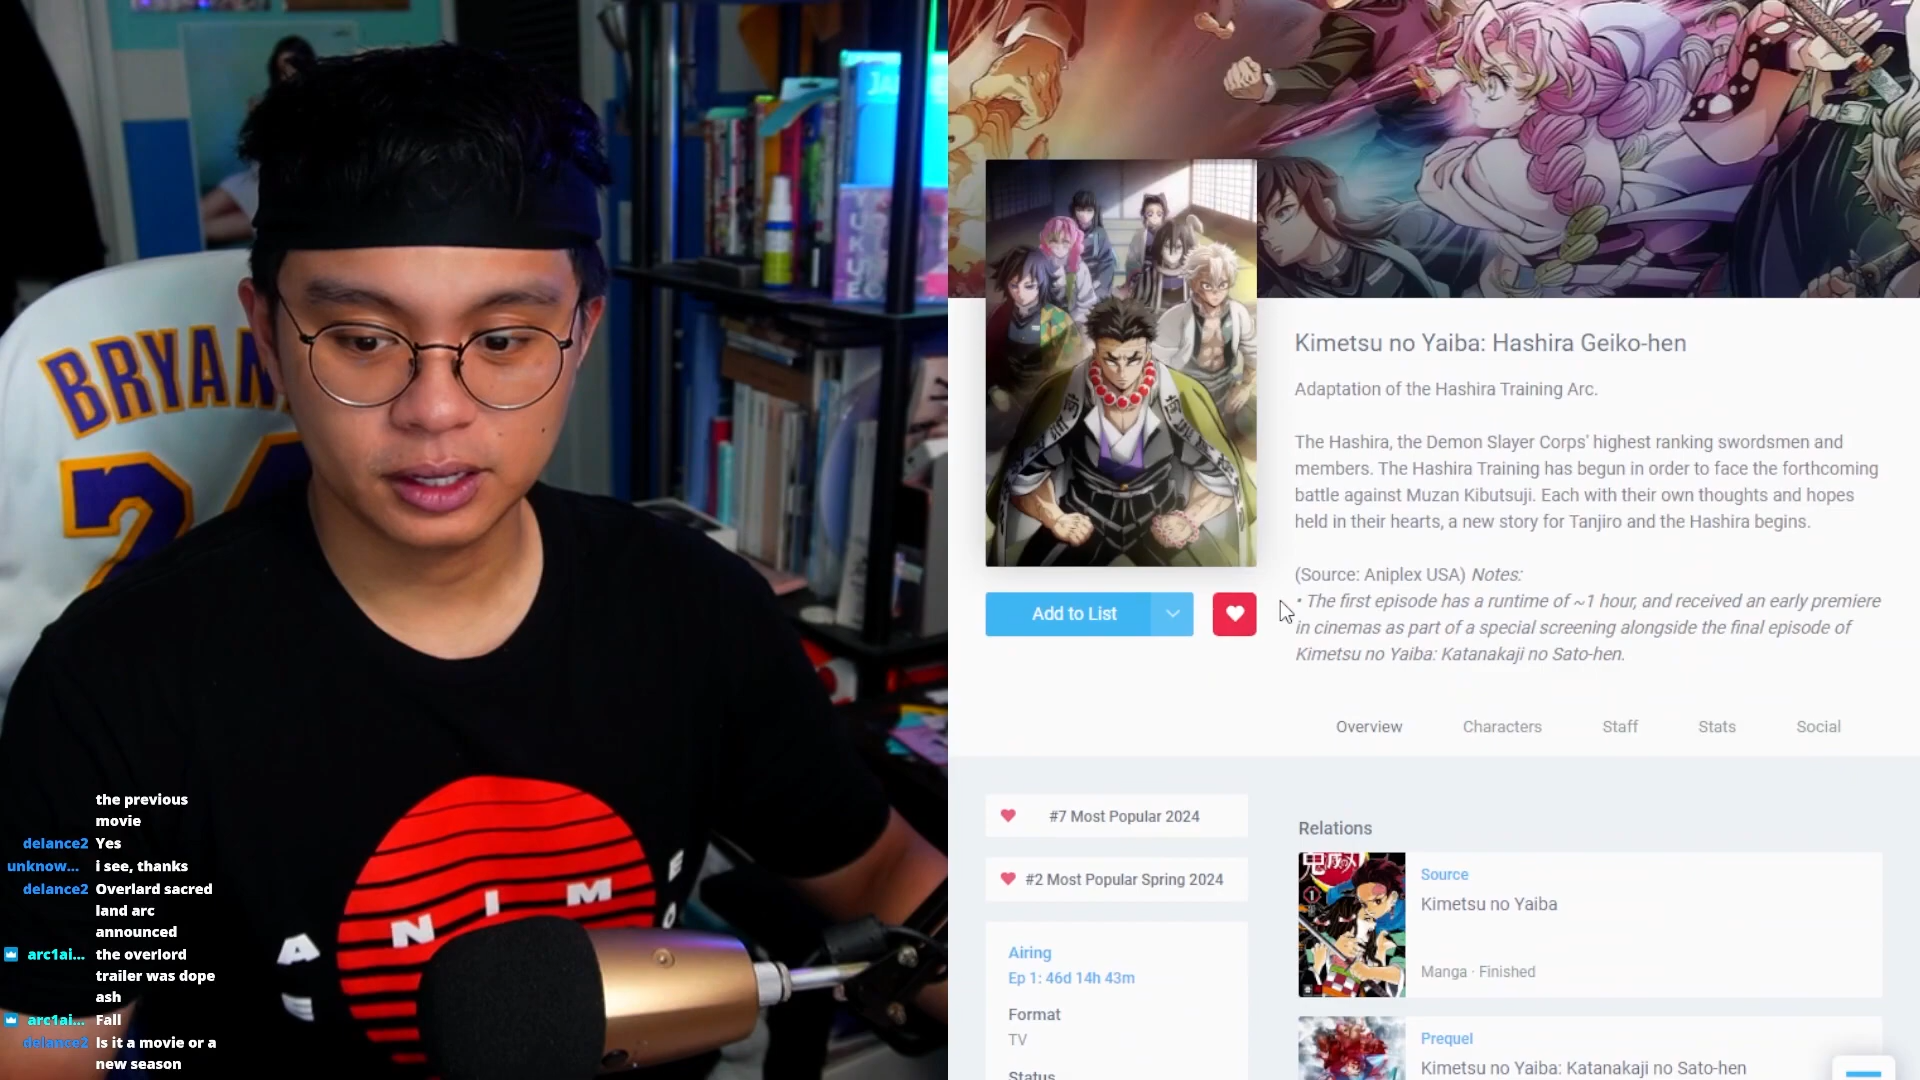 BRYAN
2
A N I M E
the previous
movie
delance2 Yes
unknow... i see, thanks
delance2 Overlard sacred
land arc
announced
arc1ai... the overlord
trailer was dope
ash
arc1ai... Fall
delance2 Is it a movie or a
new season
Kimetsu no Yaiba: Hashira Geiko-hen
Adaptation of the Hashira Training Arc.
The Hashira, the Demon Slayer Corps' highest ranking swordsmen and
members. The Hashira Training has begun in order to face the forthcoming
battle against Muzan Kibutsuji. Each with their own thoughts and hopes
held in their hearts, a new story for Tanjiro and the Hashira begins.
(Source: Aniplex USA) Notes:
• The first episode has a runtime of ~1 hour, and received an early premiere
in cinemas as part of a special screening alongside the final episode of
Kimetsu no Yaiba: Katanakaji no Sato-hen.
Add to List
Overview Characters Staff Stats Social
#7 Most Popular 2024
#2 Most Popular Spring 2024
Airing
Ep 1: 46d 14h 43m
Format
TV
Status
Relations
Source
Kimetsu no Yaiba
Manga · Finished
Prequel
Kimetsu no Yaiba: Katanakaji no Sato-hen